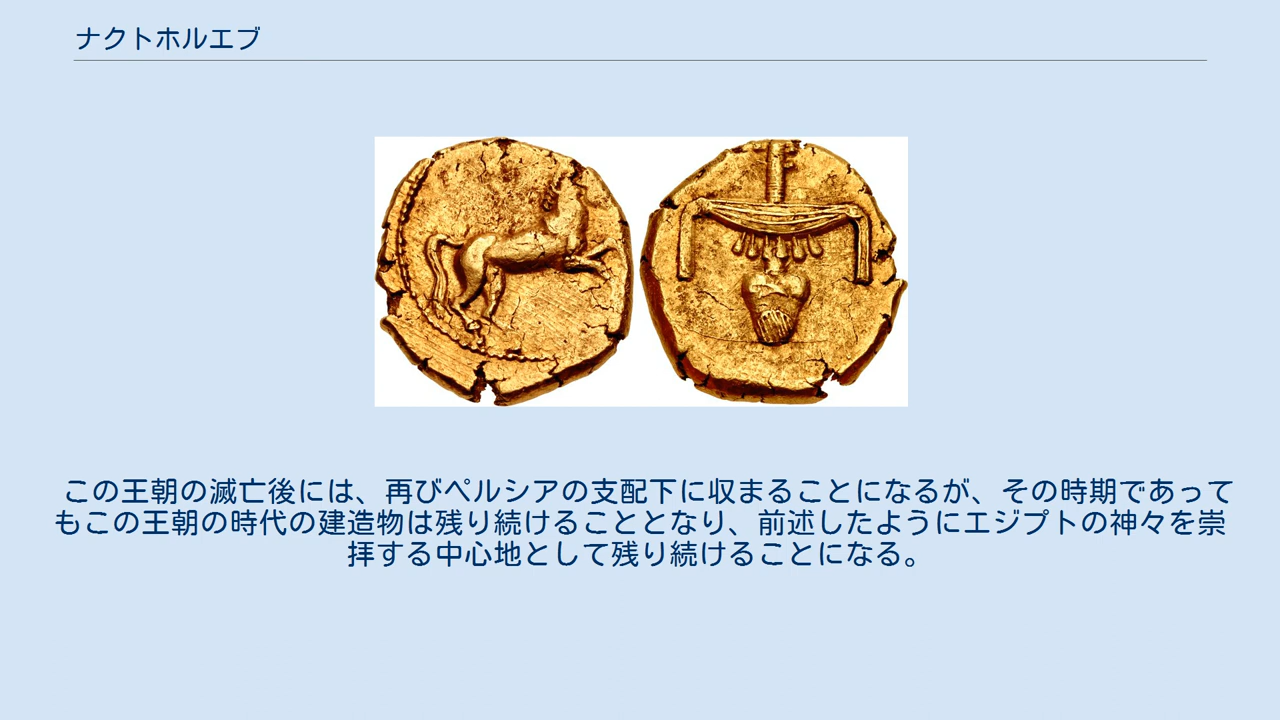 ナクトホルエブ
この王朝の滅亡後には、再びペルシアの支配下に収まることになるが、その時期であって
もこの王朝の時代の建造物は残り続けることとなり、前述したようにエジプトの神々を崇
拝する中心地として残り続けることになる。